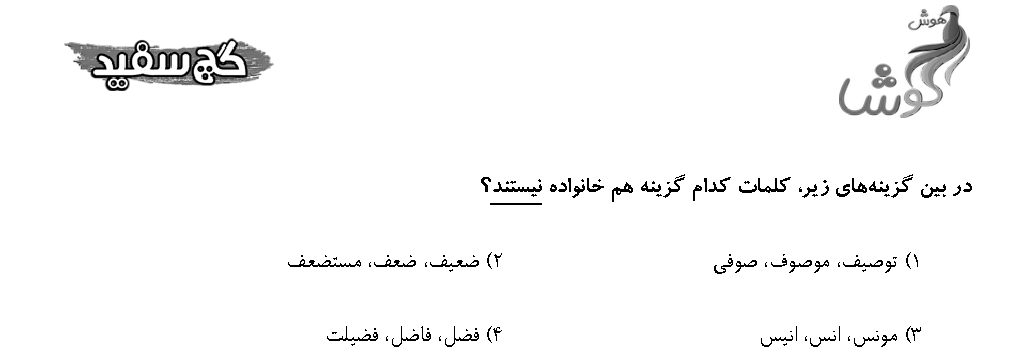 هوش
گوشا
گچ سفید
در بین گزینه‌های زیر، کلمات کدام گزینه هم خانواده نیستند؟
۱) توصیف، موصوف، صوفی
۲) ضعیف، ضعف، مستضعف
۳) مونس، انس، انیس
۴) فضل، فاضل، فضیلت